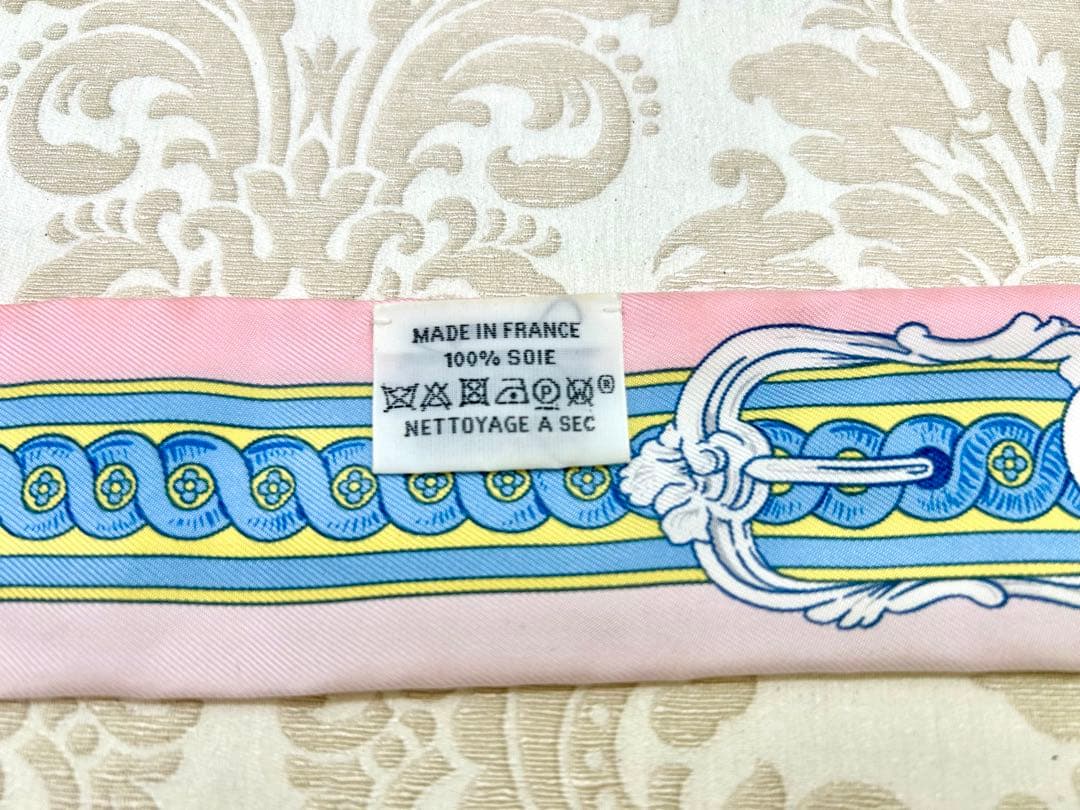 MADE IN FRANCE
100% SOIE
P W ®
NETTOYAGE A SEC